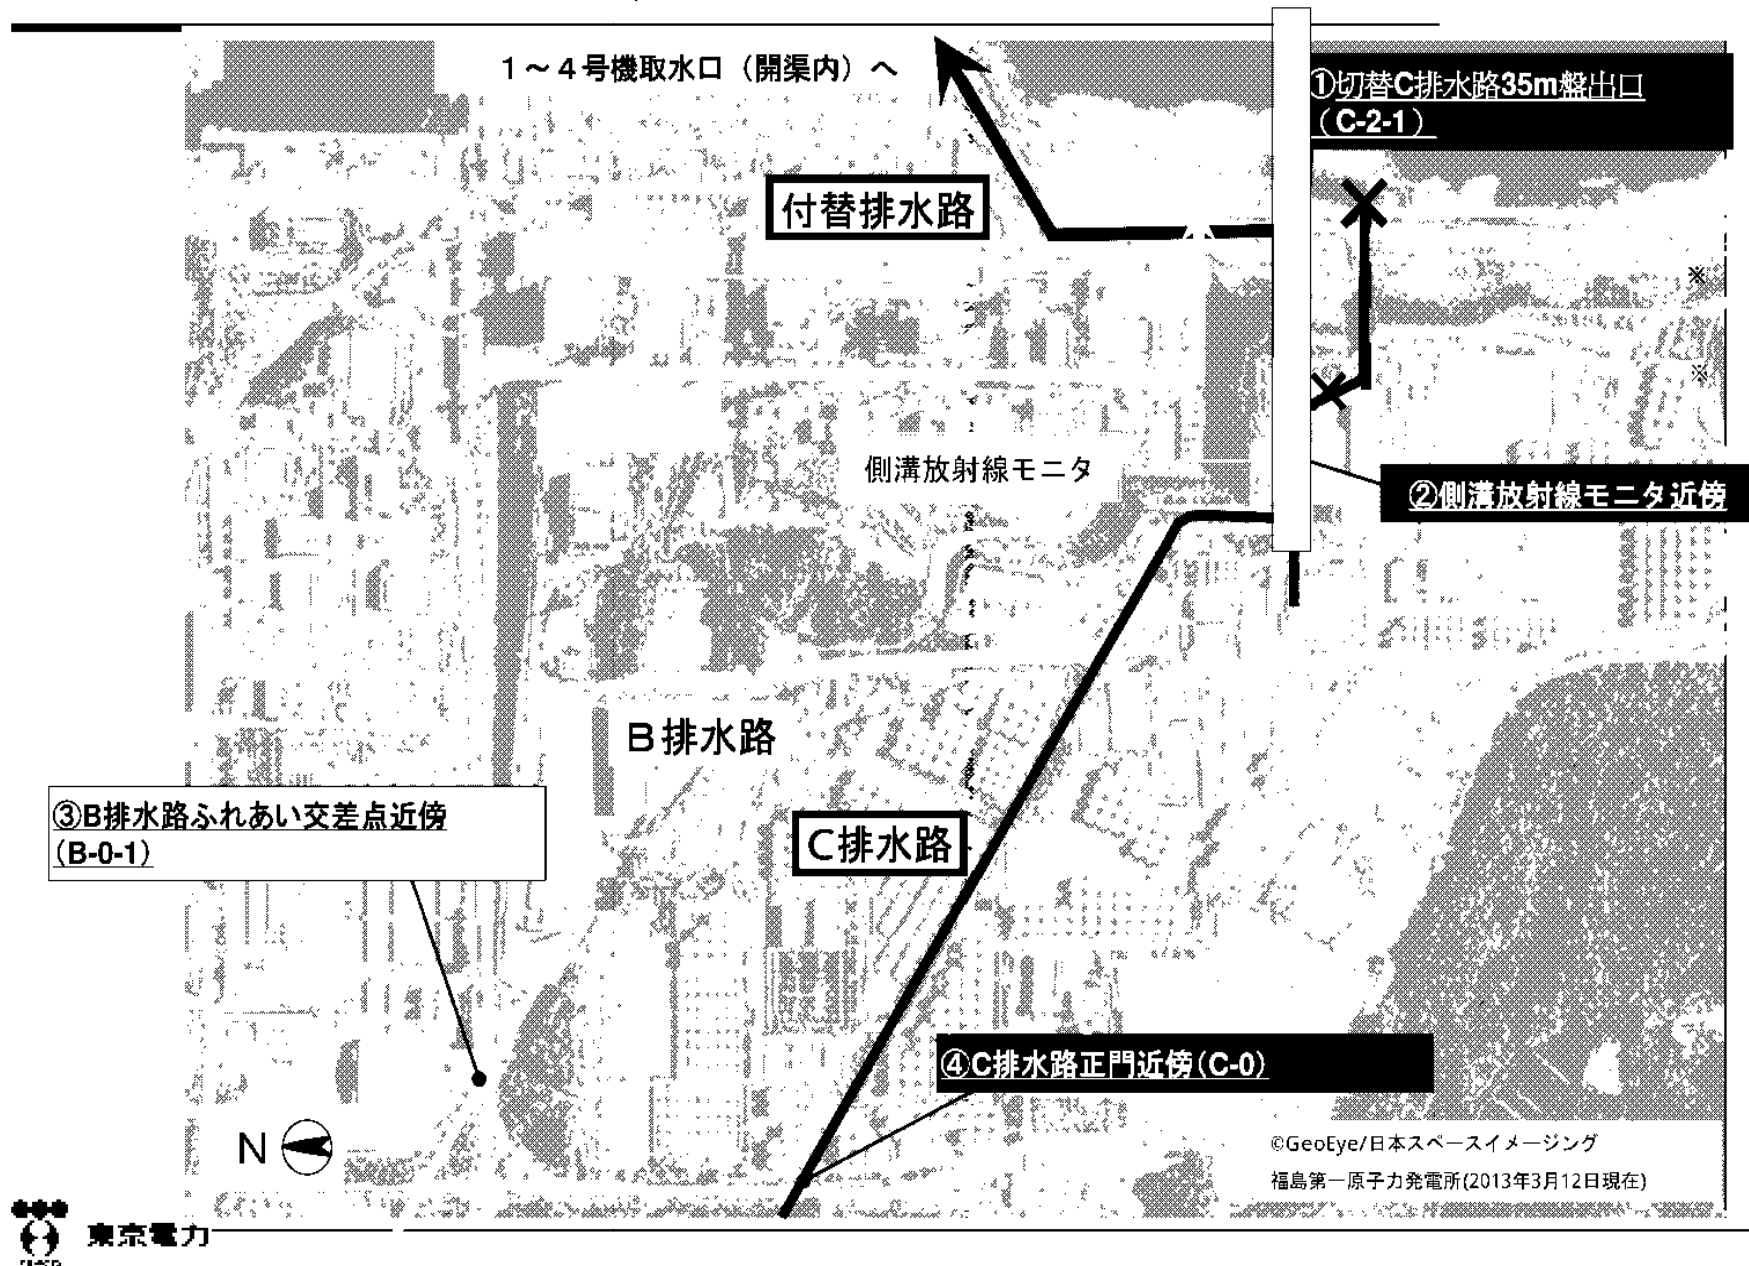 1～4号機取水口（開渠内）へ
①切替C排水路35m盤出口
（C-2-1）
付替排水路
※
※
側溝放射線モニタ
②側溝放射線モニタ近傍
B排水路
③B排水路ふれあい交差点近傍
（B-0-1）
C排水路
④C排水路正門近傍（C-0）
N
©GeoEye/日本スペースイメージング
福島第一原子力発電所(2013年3月12日現在)
東京電力